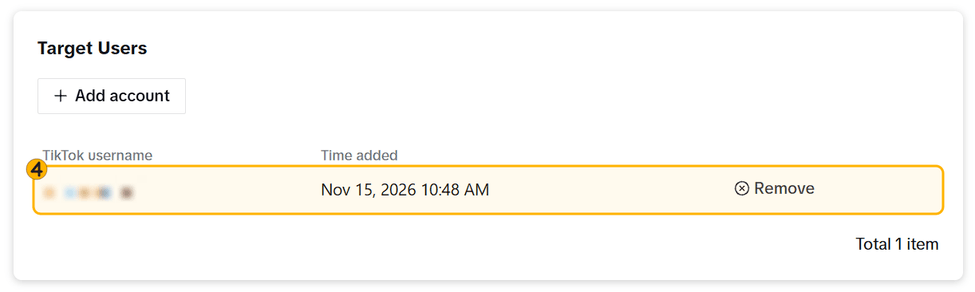 Target Users
+ Add account
TikTok username Time added
4
Nov 15, 2026 10:48 AM Remove
Total 1 item